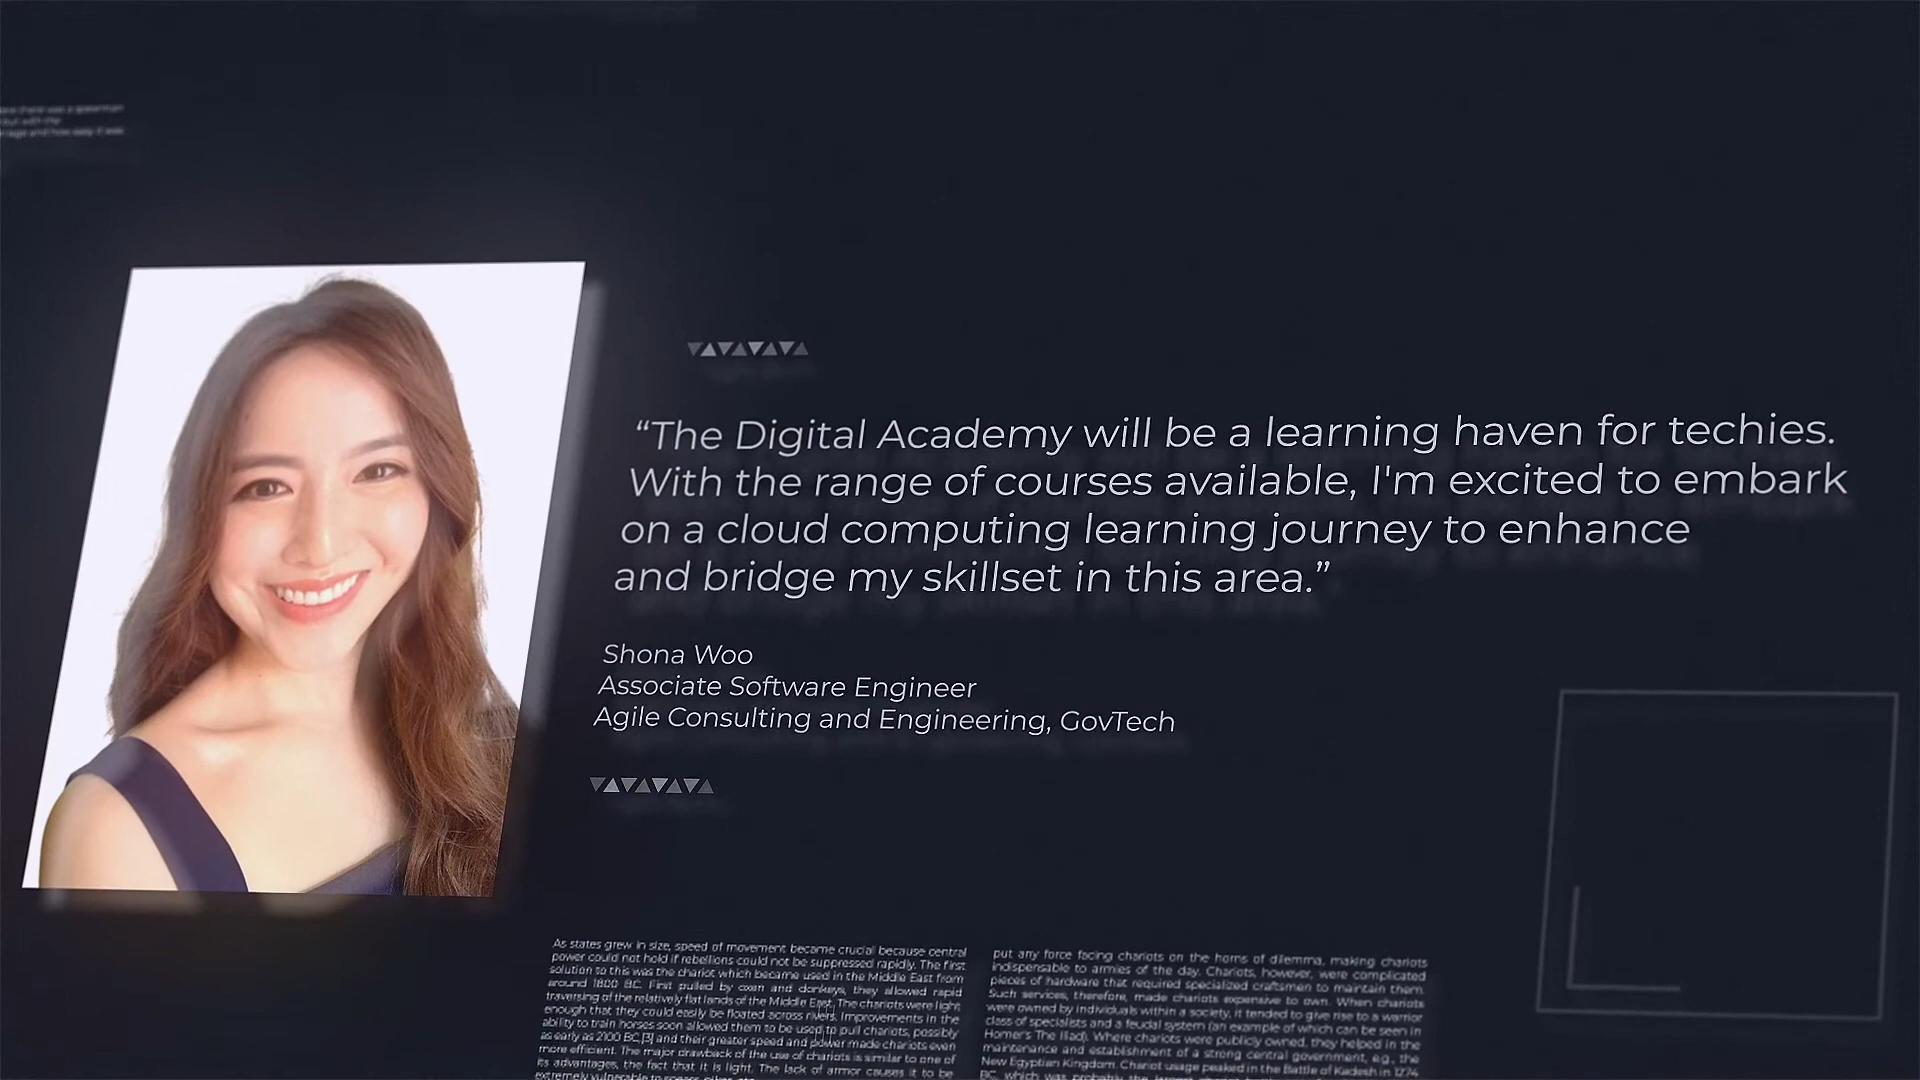 “The Digital Academy will be a learning haven for techies.
With the range of courses available, I'm excited to embark
on a cloud computing learning journey to enhance
and bridge my skillset in this area.”
Shona Woo
Associate Software Engineer
Agile Consulting and Engineering, GovTech
As states grew in size, speed of movement became crucial because central
power could not hold if rebellions could not be suppressed rapidly. The first
solution to this was the chariot which became used in the Middle East from
around 1800 BC. First pulled by oxen and donkeys, they allowed rapid
traversing of the relatively flat lands of the Middle East. The chariots were light
enough that they could easily be floated across rivers. Improvements in the
ability to train horses soon allowed them to be used to pull chariots, possibly
as early as 2100 BC,[3] and their greater speed and power made chariots even
more efficient. The major drawback of the use of chariots is similar to one of
its advantages, the fact that it is light. The lack of armor causes it to be
extremely vulnerable to spears, pikes,
put any force facing chariots on the horns of dilemma, making chariots
indispensable to armies of the day. Chariots, however, were complicated
pieces of hardware that required specialized craftsmen to maintain them.
Such services, therefore, made chariots expensive to own. When chariots
were owned by individuals within a society, it tended to give rise to a warrior
class of specialists and a feudal system (an example of which can be seen in
Homer's The Iliad). Where chariots were publicly owned, they helped in the
maintenance and establishment of a strong central government, e.g., the
New Egyptian Kingdom. Chariot usage peaked in the Battle of Kadesh in 1274
BC, which was probably the largest chariot